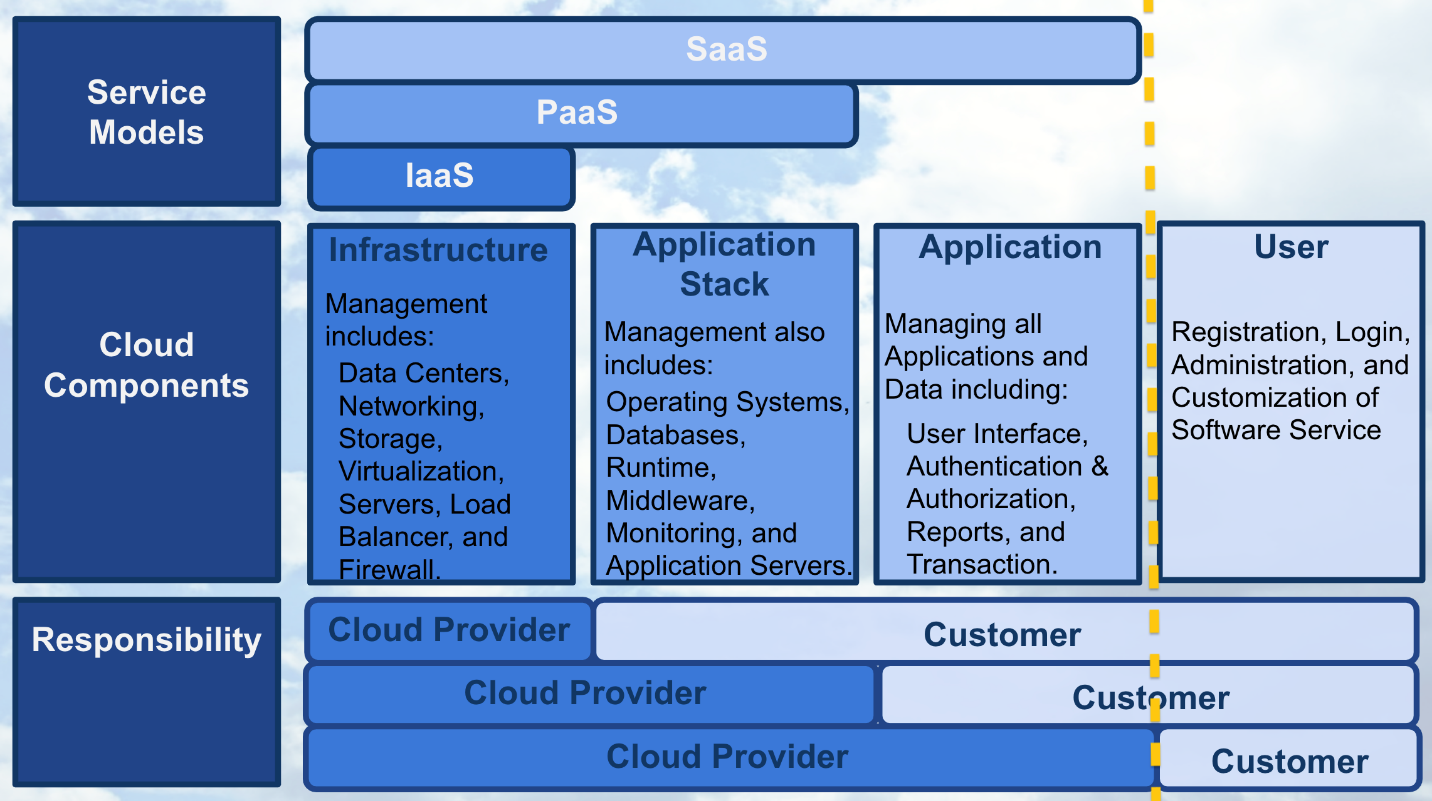 Service
Models
SaaS
PaaS
IaaS
Cloud
Components
Infrastructure
Management
includes:
Data Centers,
Networking,
Storage,
Virtualization,
Servers, Load
Balancer, and
Firewall.
Application
Stack
Management also
includes:
Operating Systems,
Databases,
Runtime,
Middleware,
Monitoring, and
Application Servers.
Application
Managing all
Applications and
Data including:
User Interface,
Authentication &
Authorization,
Reports, and
Transaction.
User
Registration, Login,
Administration, and
Customization of
Software Service
Responsibility
Cloud Provider
Customer
Cloud Provider
Customer
Cloud Provider
Customer